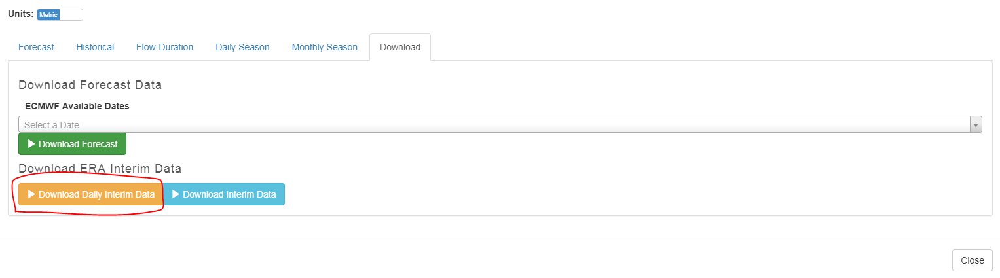 Units: Metric
Forecast Historical Flow-Duration Daily Season Monthly Season Download
Download Forecast Data
ECMWF Available Dates
Select a Date
Download Forecast
Download ERA Interim Data
Download Daily Interim Data Download Interim Data
Close